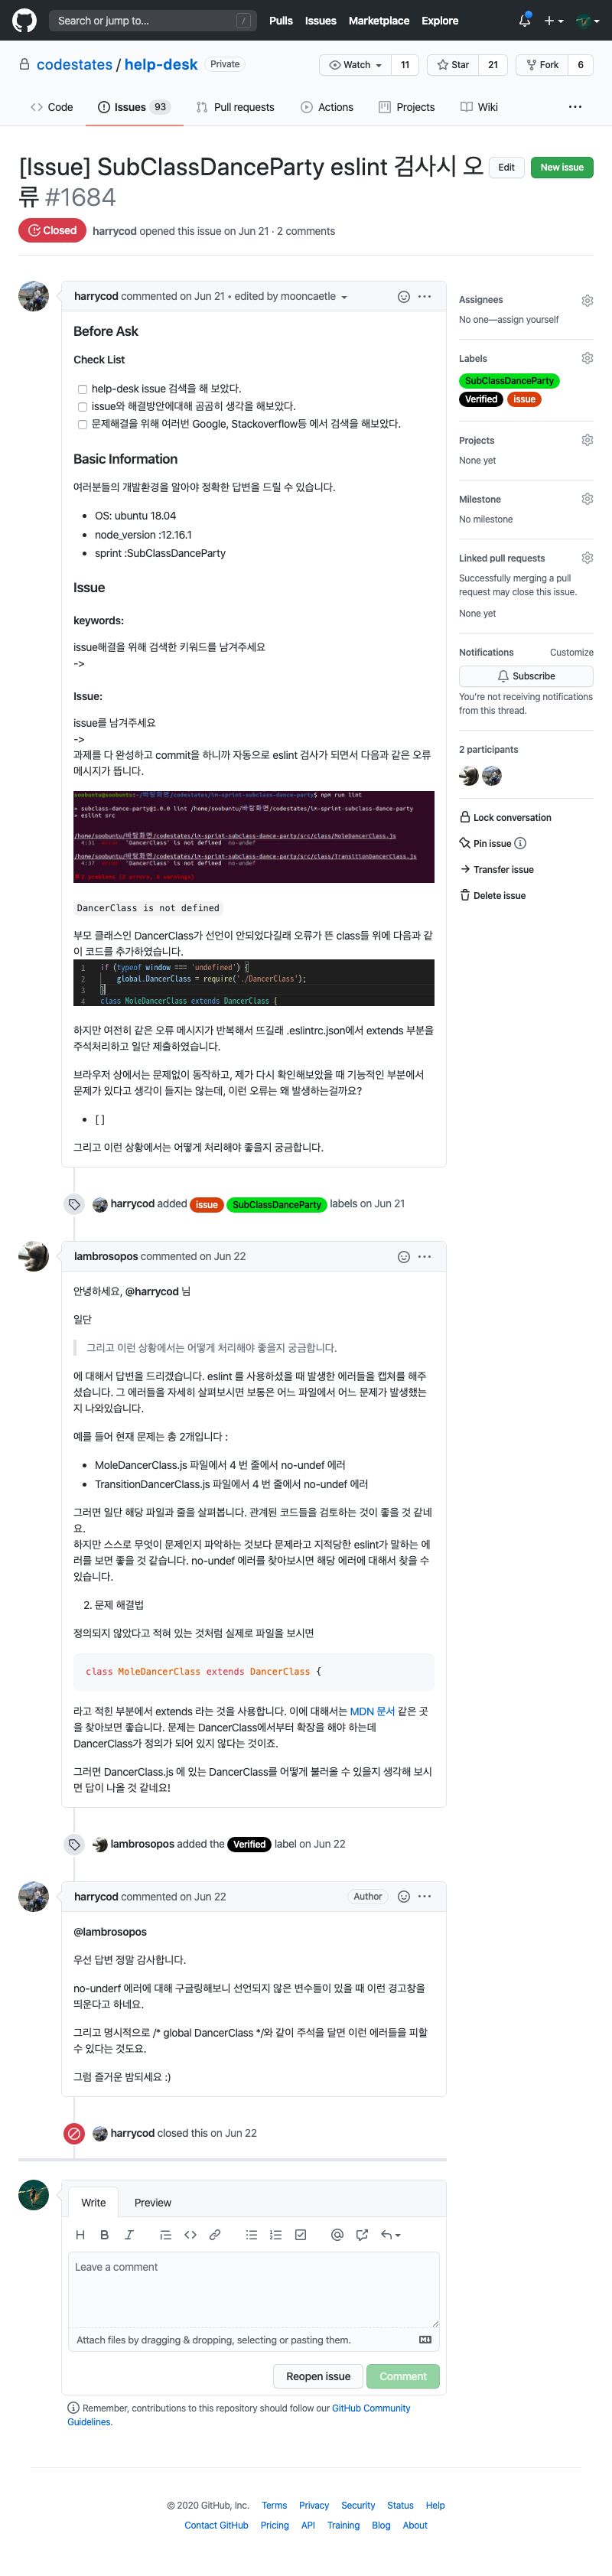 Search or jump to... / Pulls Issues Marketplace Explore
codestates / help-desk Private Watch 11 Star 21 Fork 6
Code Issues 93 Pull requests Actions Projects Wiki ...
[Issue] SubClassDanceParty eslint 검사시 오
류 #1684
Edit New issue
Closed harrycod opened this issue on Jun 21 · 2 comments
harrycod commented on Jun 21 • edited by mooncaetle
Before Ask
Check List
help-desk issue 검색을 해 보았다.
issue와 해결방안에대해 곰곰히 생각을 해보았다.
문제해결을 위해 여러번 Google, Stackoverflow등 에서 검색을 해보았다.
Basic Information
여러분들의 개발환경을 알아야 정확한 답변을 드릴 수 있습니다.
• OS: ubuntu 18.04
• node_version :12.16.1
• sprint :SubClassDanceParty
Issue
keywords:
issue해결을 위해 검색한 키워드를 남겨주세요
->
Issue:
issue를 남겨주세요
->
과제를 다 완성하고 commit을 하니까 자동으로 eslint 검사가 되면서 다음과 같은 오류
메시지가 뜹니다.
soobuntu@soobuntu:~/바탕화면/codestates/im-sprint-subclass-dance-party$ npm run lint
> subclass-dance-party@1.0.0 lint /home/soobuntu/바탕화면/codestates/im-sprint-subclass-dance-party
> eslint src
/home/soobuntu/바탕화면/codestates/im-sprint-subclass-dance-party/src/class/MoleDancerClass.js
4:31 error 'DancerClass' is not defined no-undef
/home/soobuntu/바탕화면/codestates/im-sprint-subclass-dance-party/src/class/TransitionDancerClass.js
4:37 error 'DancerClass' is not defined no-undef
2 problems (2 errors, 0 warnings)
DancerClass is not defined
부모 클래스인 DancerClass가 선언이 안되었다길래 오류가 뜬 class들 위에 다음과 같
이 코드를 추가하였습니다.
1 if (typeof window === 'undefined') {
2 global.DancerClass = require('./DancerClass');
3 }
4 class MoleDancerClass extends DancerClass {
하지만 여전히 같은 오류 메시지가 반복해서 뜨길래 .eslintrc.json에서 extends 부분을
주석처리하고 일단 제출하였습니다.
브라우저 상에서는 문제없이 동작하고, 제가 다시 확인해보았을 때 기능적인 부분에서
문제가 있다고 생각이 들지는 않는데, 이런 오류는 왜 발생하는걸까요?
• [ ]
그리고 이런 상황에서는 어떻게 처리해야 좋을지 궁금합니다.
harrycod added issue SubClassDanceParty labels on Jun 21
lambrosopos commented on Jun 22
안녕하세요, @harrycod 님
일단
그리고 이런 상황에서는 어떻게 처리해야 좋을지 궁금합니다.
에 대해서 답변을 드리겠습니다. eslint 를 사용하셨을 때 발생한 에러들을 캡쳐를 해주
셨습니다. 그 에러들을 자세히 살펴보시면 보통은 어느 파일에서 어느 문제가 발생했는
지 나와있습니다.
예를 들어 현재 문제는 총 2개입니다 :
• MoleDancerClass.js 파일에서 4 번 줄에서 no-undef 에러
• TransitionDancerClass.js 파일에서 4 번 줄에서 no-undef 에러
그러면 일단 해당 파일과 줄을 살펴봅니다. 관계된 코드들을 검토하는 것이 좋을 것 같네
요.
하지만 스스로 무엇이 문제인지 파악하는 것보다 문제라고 지적당한 eslint가 말하는 에
러를 보면 좋을 것 같습니다. no-undef 에러를 찾아보시면 해당 에러에 대해서 찾을 수
있습니다.
2. 문제 해결법
정의되지 않았다고 적혀 있는 것처럼 실제로 파일을 보시면
class MoleDancerClass extends DancerClass {
라고 적힌 부분에서 extends 라는 것을 사용합니다. 이에 대해서는 MDN 문서 같은 곳
을 찾아보면 좋습니다. 문제는 DancerClass에서부터 확장을 해야 하는데
DancerClass가 정의가 되어 있지 않다는 것이죠.
그러면 DancerClass.js 에 있는 DancerClass를 어떻게 불러올 수 있을지 생각해 보시
면 답이 나올 것 같네요!
lambrosopos added the Verified label on Jun 22
harrycod commented on Jun 22 Author
@lambrosopos
우선 답변 정말 감사합니다.
no-underf 에러에 대해 구글링해보니 선언되지 않은 변수들이 있을 때 이런 경고창을
띄운다고 하네요.
그리고 명시적으로 /* global DancerClass */와 같이 주석을 달면 이런 에러들을 피할
수 있다는 것도요.
그럼 즐거운 밤되세요 :)
harrycod closed this on Jun 22
Write Preview
Leave a comment
Attach files by dragging & dropping, selecting or pasting them.
Reopen issue Comment
Remember, contributions to this repository should follow our GitHub Community
Guidelines.
Assignees
No one—assign yourself
Labels
SubClassDanceParty
Verified issue
Projects
None yet
Milestone
No milestone
Linked pull requests
Successfully merging a pull
request may close this issue.
None yet
Notifications Customize
Subscribe
You're not receiving notifications
from this thread.
2 participants
Lock conversation
Pin issue
Transfer issue
Delete issue
© 2020 GitHub, Inc. Terms Privacy Security Status Help
Contact GitHub Pricing API Training Blog About